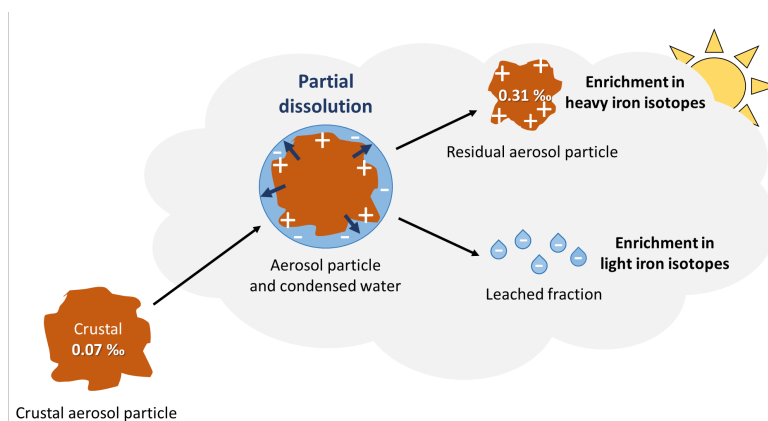 Partial
dissolution
+
-
-
+
+
-
+
+
-
-
Aerosol particle
and condensed water
+
+
0.31 ‰
+
+
+
Enrichment in
heavy iron isotopes
Residual aerosol particle
-
-
-
-
-
Enrichment in
light iron isotopes
Leached fraction
Crustal
0.07 ‰
Crustal aerosol particle